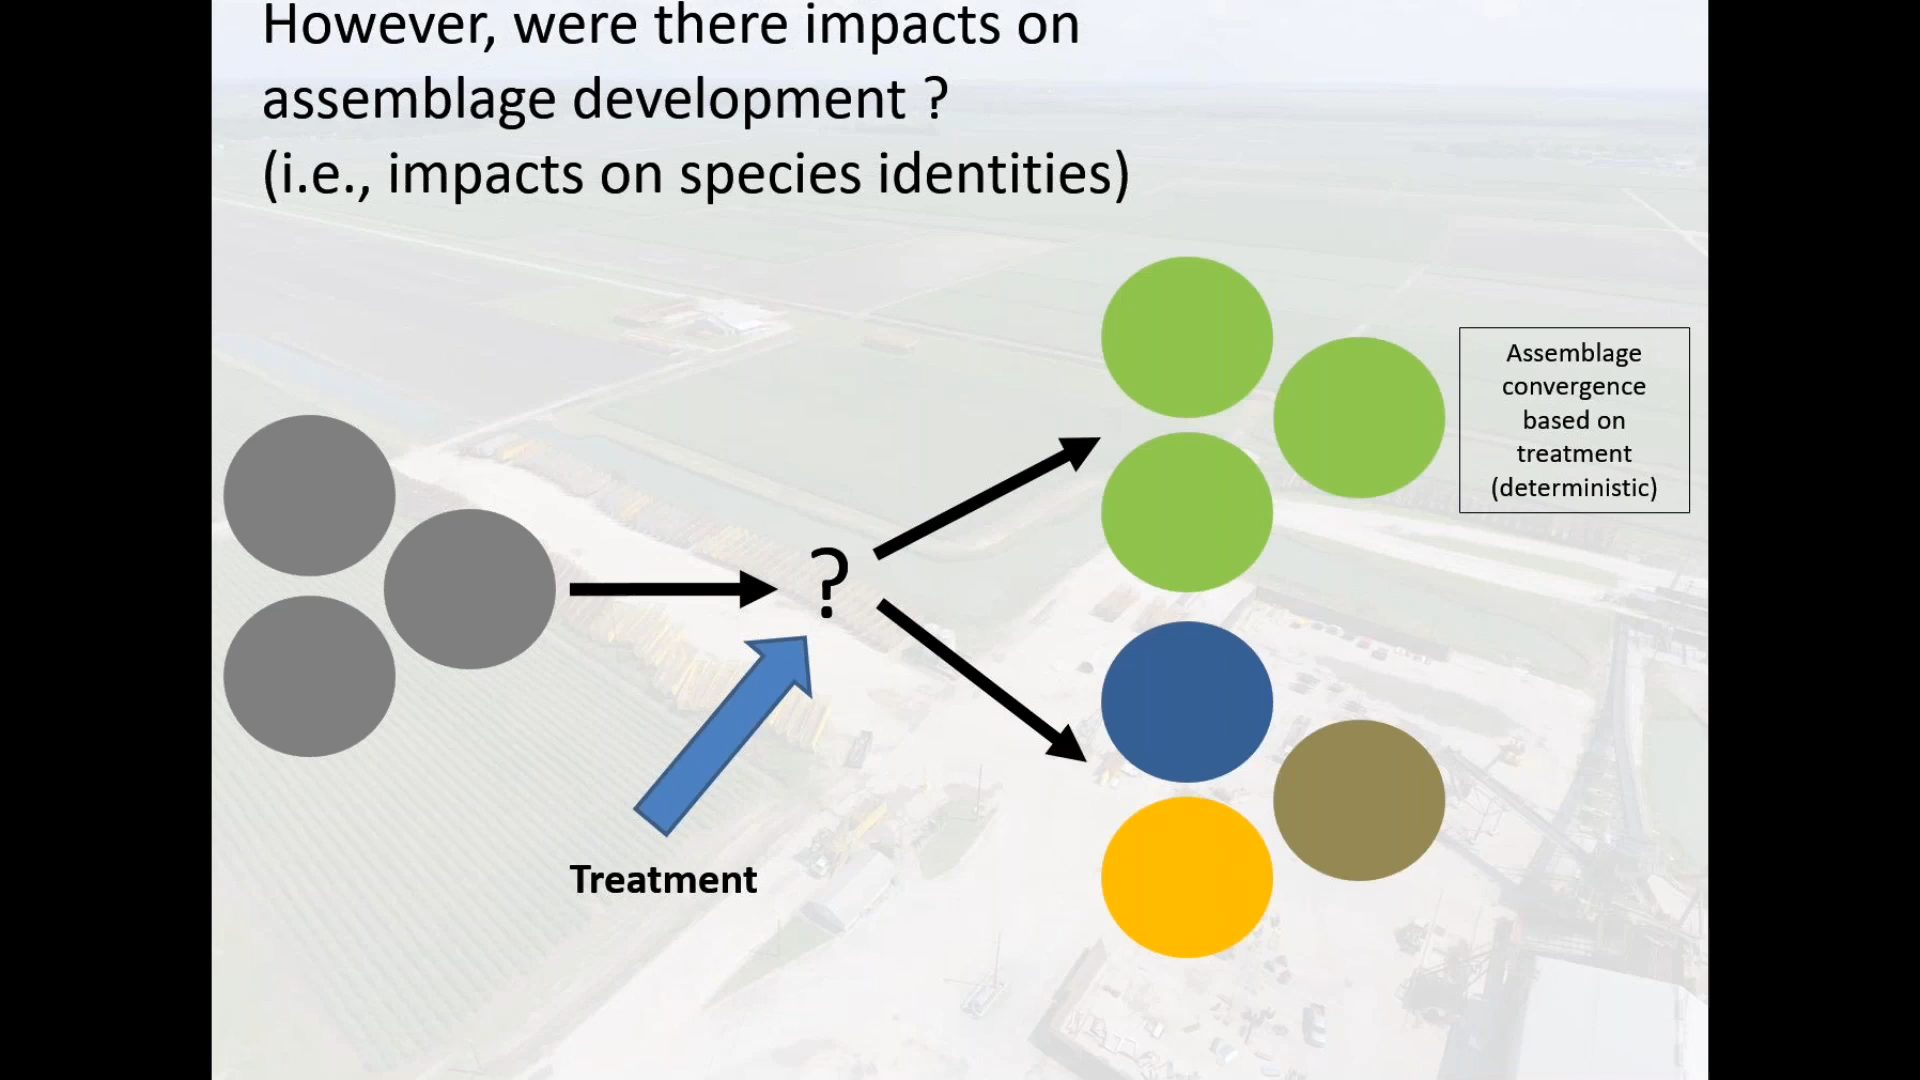 However, were there impacts on
assemblage development ?
(i.e., impacts on species identities)
Assemblage
convergence
based on
treatment
(deterministic)
?
Treatment